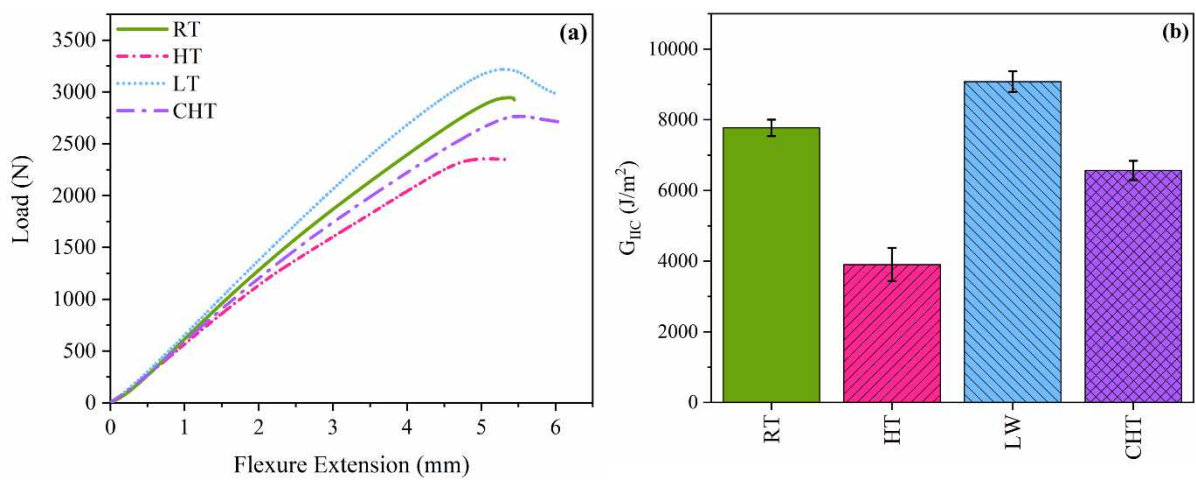 (a)
RT
HT
LT
CHT
3500
3000
2500
2000
1500
1000
500
0
Load (N)
0 1 2 3 4 5 6
Flexure Extension (mm)
(b)
10000
8000
6000
4000
2000
0
G_IIC (J/m²)
RT HT LW CHT